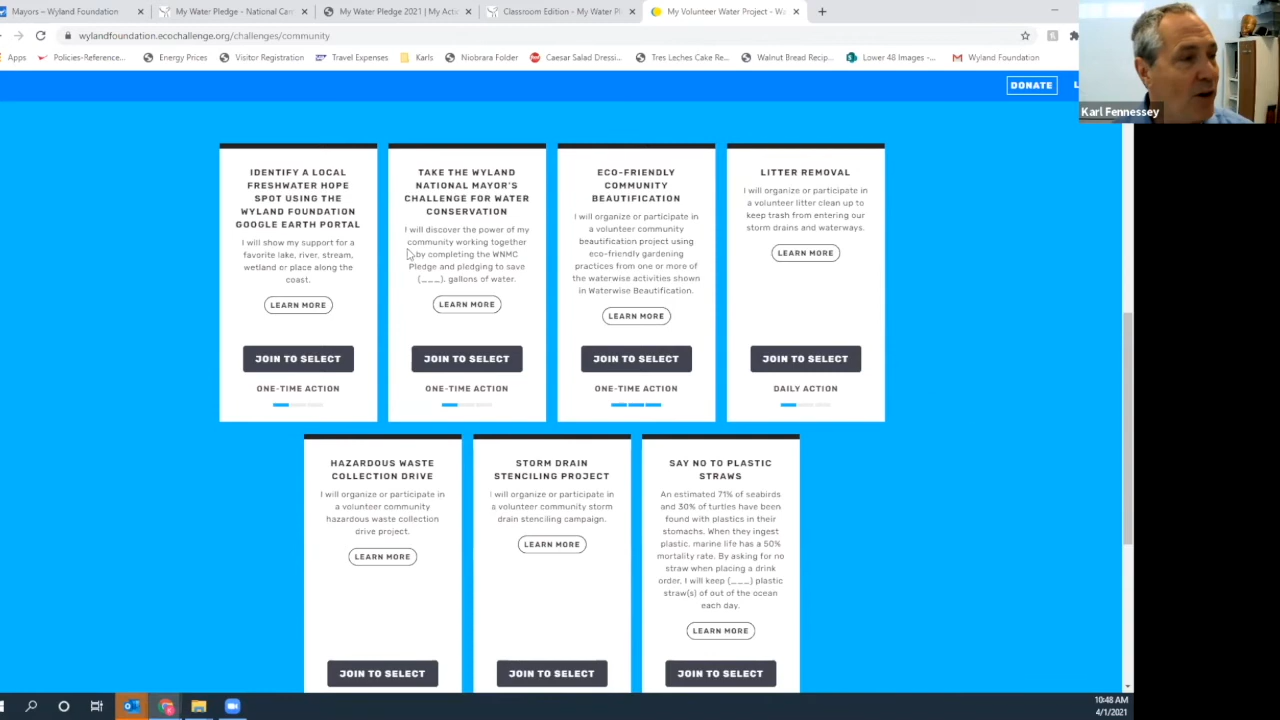 Mayors – Wyland Foundation
My Water Pledge - National Car
My Water Pledge 2021 | My Acti
Classroom Edition - My Water Pl
My Volunteer Water Project - Wa
wylandfoundation.ecochallenge.org/challenges/community
Apps
Policies-Reference...
Energy Prices
Visitor Registration
Travel Expenses
Karls
Niobrara Folder
Caesar Salad Dressi...
Tres Leches Cake Re...
Walnut Bread Recip...
Lower 48 Images -...
Wyland Foundation
DONATE
Karl Fennessey
IDENTIFY A LOCAL
FRESHWATER HOPE
SPOT USING THE
WYLAND FOUNDATION
GOOGLE EARTH PORTAL
I will show my support for a
favorite lake, river, stream,
wetland or place along the
coast.
LEARN MORE
JOIN TO SELECT
ONE-TIME ACTION
TAKE THE WYLAND
NATIONAL MAYOR'S
CHALLENGE FOR WATER
CONSERVATION
I will discover the power of my
community working together
by completing the WNMC
Pledge and pledging to save
(___). gallons of water.
LEARN MORE
JOIN TO SELECT
ONE-TIME ACTION
ECO-FRIENDLY
COMMUNITY
BEAUTIFICATION
I will organize or participate in
a volunteer community
beautification project using
eco-friendly gardening
practices from one or more of
the waterwise activities shown
in Waterwise Beautification.
LEARN MORE
JOIN TO SELECT
ONE-TIME ACTION
LITTER REMOVAL
I will organize or participate in
a volunteer litter clean up to
keep trash from entering our
storm drains and waterways.
LEARN MORE
JOIN TO SELECT
DAILY ACTION
HAZARDOUS WASTE
COLLECTION DRIVE
I will organize or participate in
a volunteer community
hazardous waste collection
drive project.
LEARN MORE
JOIN TO SELECT
STORM DRAIN
STENCILING PROJECT
I will organize or participate in
a volunteer community storm
drain stenciling campaign.
LEARN MORE
JOIN TO SELECT
SAY NO TO PLASTIC
STRAWS
An estimated 71% of seabirds
and 30% of turtles have been
found with plastics in their
stomachs. When they ingest
plastic, marine life has a 50%
mortality rate. By asking for no
straw when placing a drink
order, I will keep (___) plastic
straw(s) of out of the ocean
each day.
LEARN MORE
JOIN TO SELECT
10:48 AM
4/1/2021